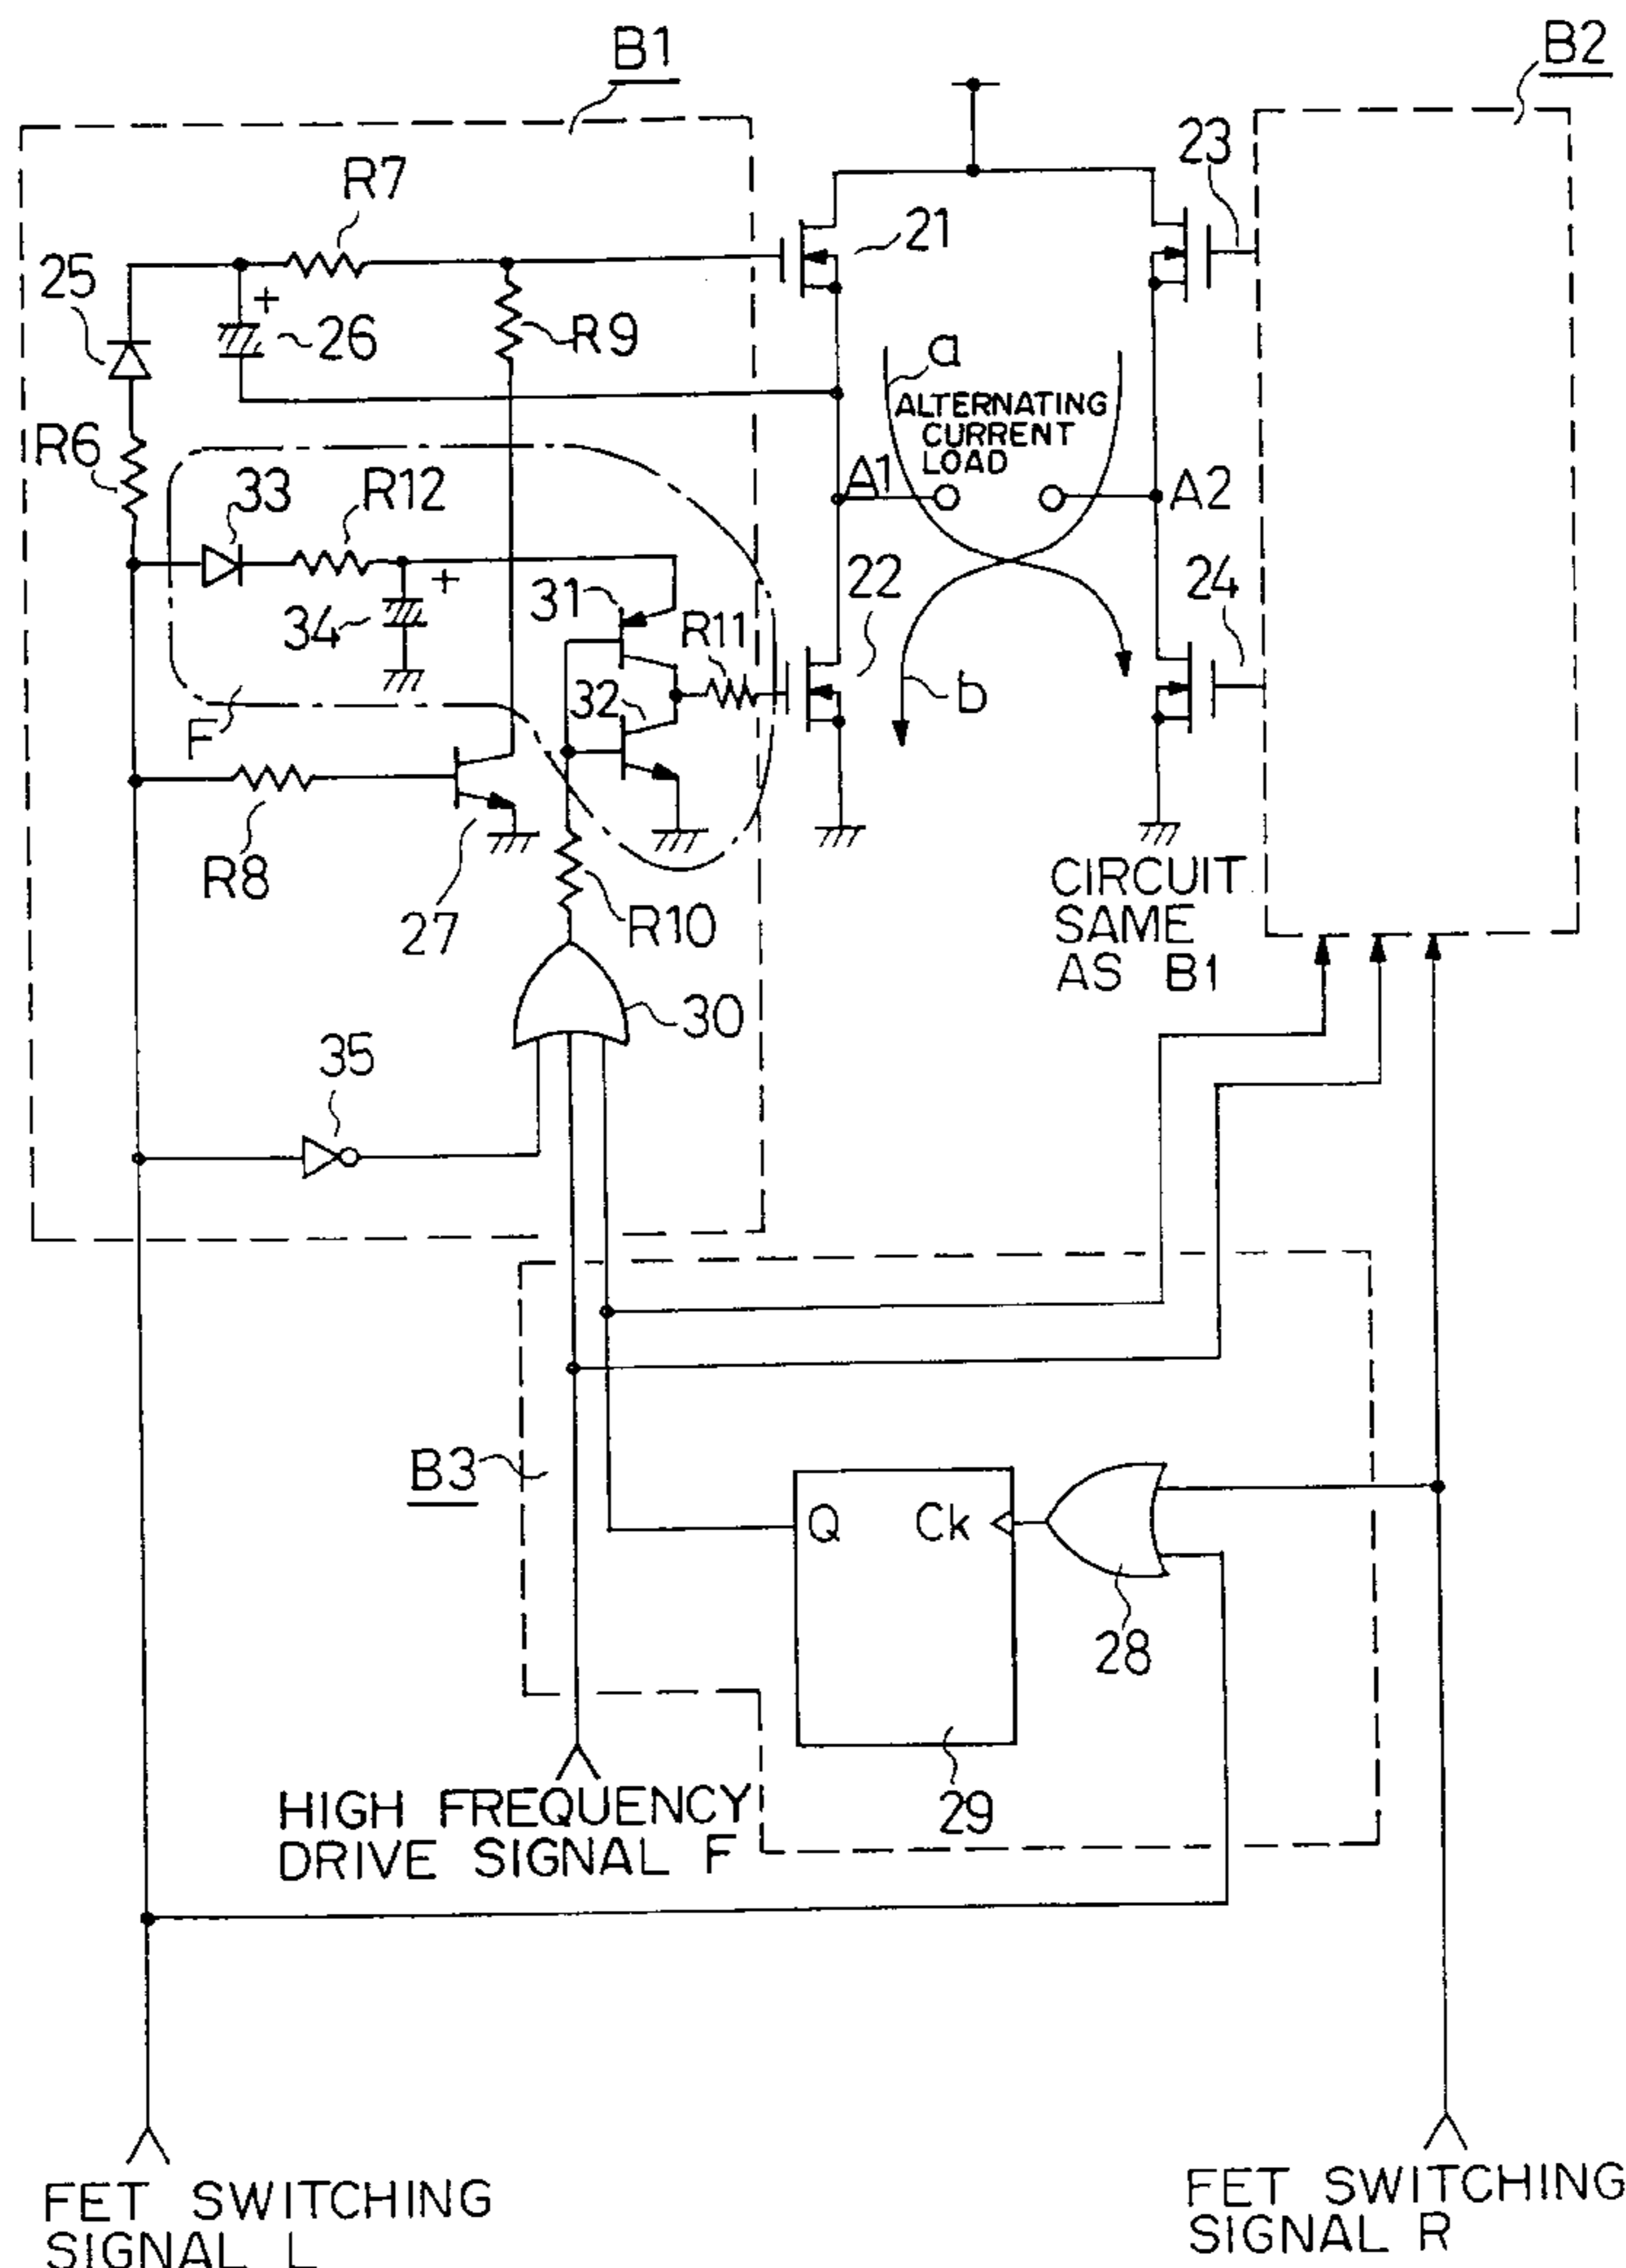 B1
B2
R7
23
21
25
+
26
R9
a
ALTERNATING
CURRENT
LOAD
R6
33
R12
A1
A2
+
31
22
24
34
R11
32
b
F
R8
27
R10
CIRCUIT
SAME
AS B1
30
35
B3
Q
Ck
28
29
HIGH FREQUENCY
DRIVE SIGNAL F
FET SWITCHING
SIGNAL L
FET SWITCHING
SIGNAL R